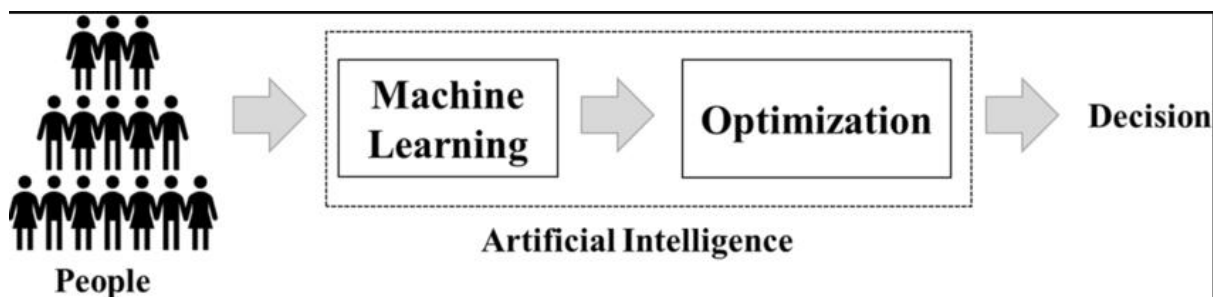 Machine
Learning
Optimization
Decision
Artificial Intelligence
People